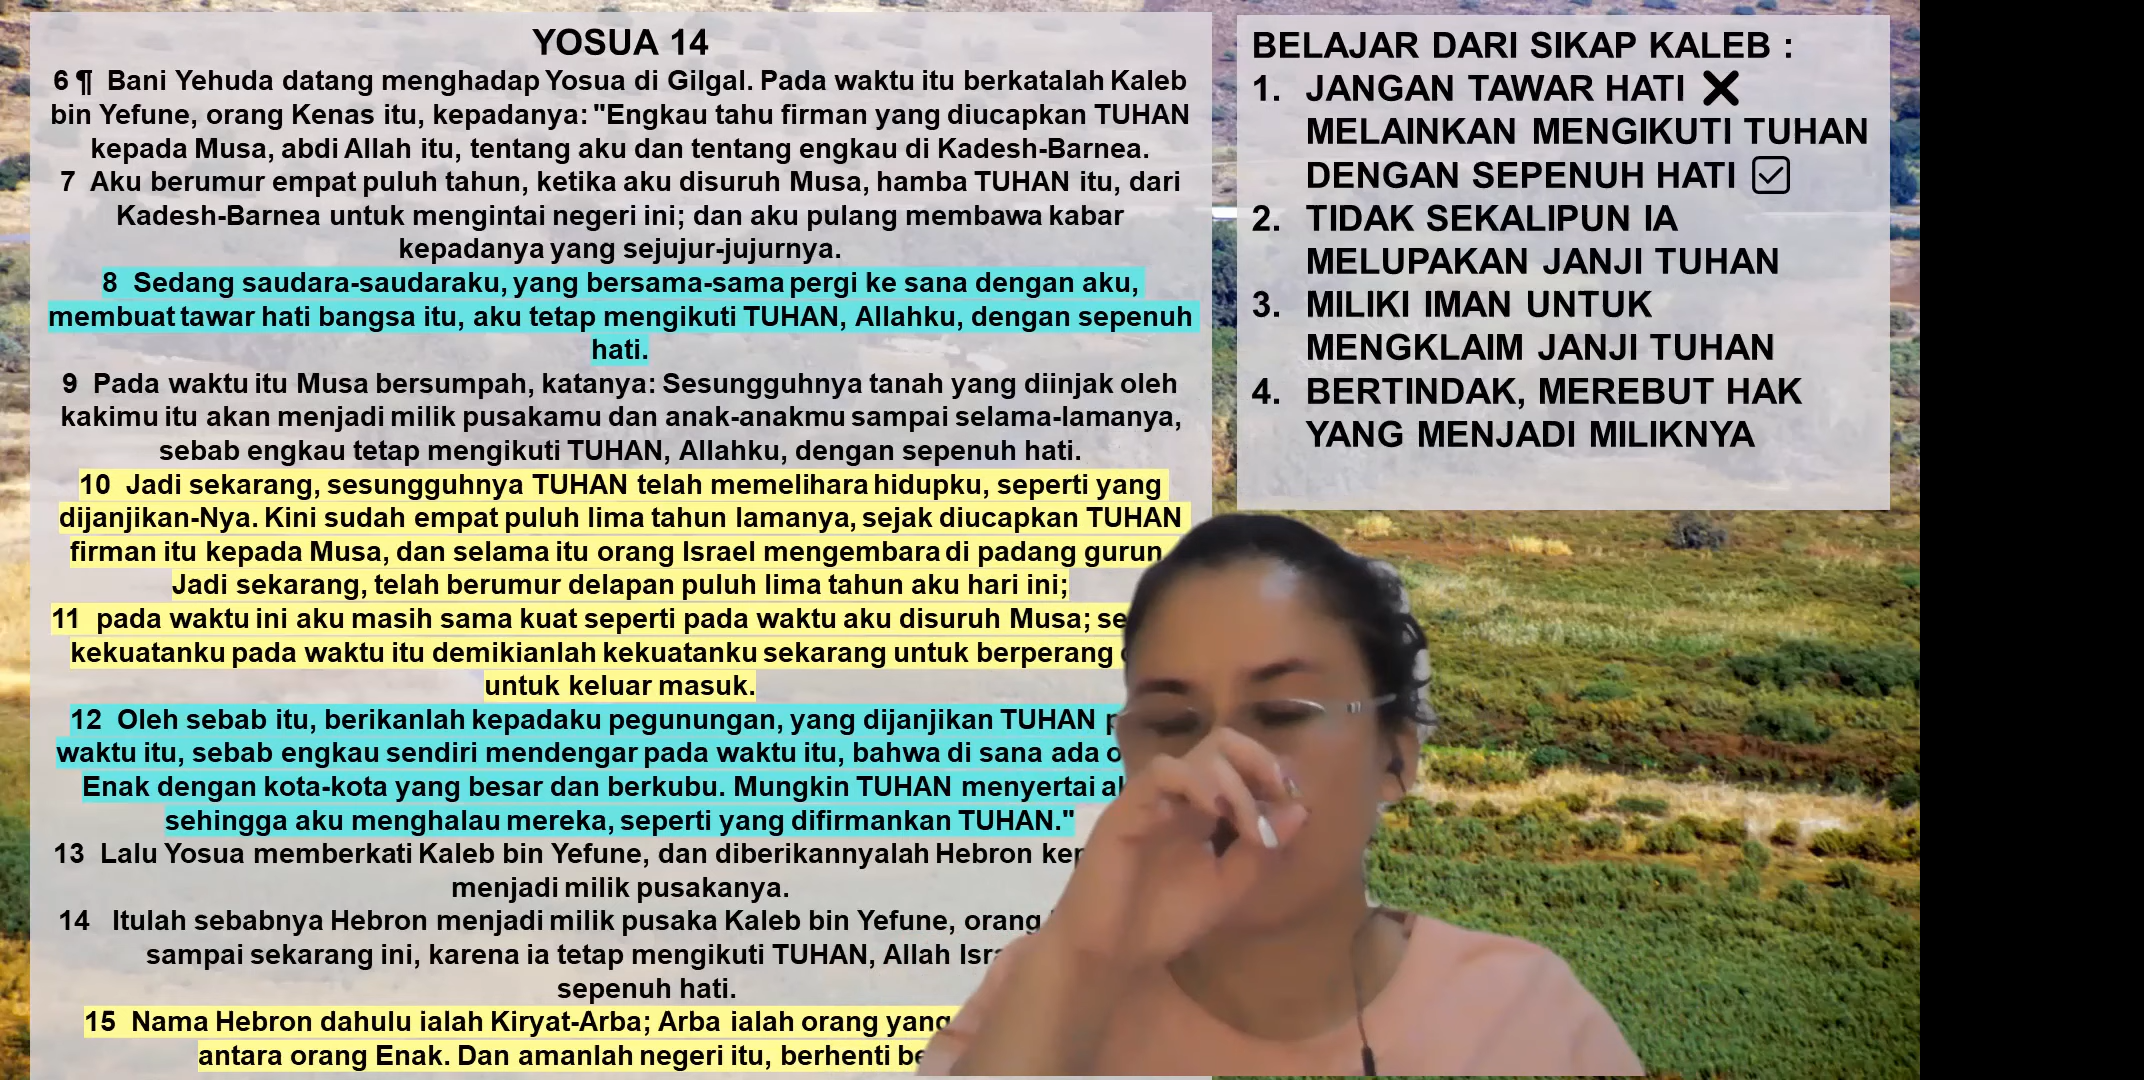 YOSUA 14
6 ¶ Bani Yehuda datang menghadap Yosua di Gilgal. Pada waktu itu berkatalah Kaleb
bin Yefune, orang Kenas itu, kepadanya: "Engkau tahu firman yang diucapkan TUHAN
kepada Musa, abdi Allah itu, tentang aku dan tentang engkau di Kadesh-Barnea.
7 Aku berumur empat puluh tahun, ketika aku disuruh Musa, hamba TUHAN itu, dari
Kadesh-Barnea untuk mengintai negeri ini; dan aku pulang membawa kabar
kepadanya yang sejujur-jujurnya.
8 Sedang saudara-saudaraku, yang bersama-sama pergi ke sana dengan aku,
membuat tawar hati bangsa itu, aku tetap mengikuti TUHAN, Allahku, dengan sepenuh
hati.
9 Pada waktu itu Musa bersumpah, katanya: Sesungguhnya tanah yang diinjak oleh
kakimu itu akan menjadi milik pusakamu dan anak-anakmu sampai selama-lamanya,
sebab engkau tetap mengikuti TUHAN, Allahku, dengan sepenuh hati.
10 Jadi sekarang, sesungguhnya TUHAN telah memelihara hidupku, seperti yang
dijanjikan-Nya. Kini sudah empat puluh lima tahun lamanya, sejak diucapkan TUHAN
firman itu kepada Musa, dan selama itu orang Israel mengembara di padang gurun
Jadi sekarang, telah berumur delapan puluh lima tahun aku hari ini;
11 pada waktu ini aku masih sama kuat seperti pada waktu aku disuruh Musa;
kekuatanku pada waktu itu demikianlah kekuatanku sekarang untuk berperang
untuk keluar masuk.
12 Oleh sebab itu, berikanlah kepadaku pegunungan, yang dijanjikan TUHAN
waktu itu, sebab engkau sendiri mendengar pada waktu itu, bahwa di sana ada
Enak dengan kota-kota yang besar dan berkubu. Mungkin TUHAN menyertai
sehingga aku menghalau mereka, seperti yang difirmankan TUHAN."
13 Lalu Yosua memberkati Kaleb bin Yefune, dan diberikannyalah Hebron
menjadi milik pusakanya.
14 Itulah sebabnya Hebron menjadi milik pusaka Kaleb bin Yefune, orang
sampai sekarang ini, karena ia tetap mengikuti TUHAN, Allah
sepenuh hati.
15 Nama Hebron dahulu ialah Kiryat-Arba; Arba ialah orang yang
antara orang Enak. Dan amanlah negeri itu, berhenti
BELAJAR DARI SIKAP KALEB :
1. JANGAN TAWAR HATI ❌
MELAINKAN MENGIKUTI TUHAN
DENGAN SEPENUH HATI ☑
2. TIDAK SEKALIPUN IA
MELUPAKAN JANJI TUHAN
3. MILIKI IMAN UNTUK
MENGKLAIM JANJI TUHAN
4. BERTINDAK, MEREBUT HAK
YANG MENJADI MILIKNYA